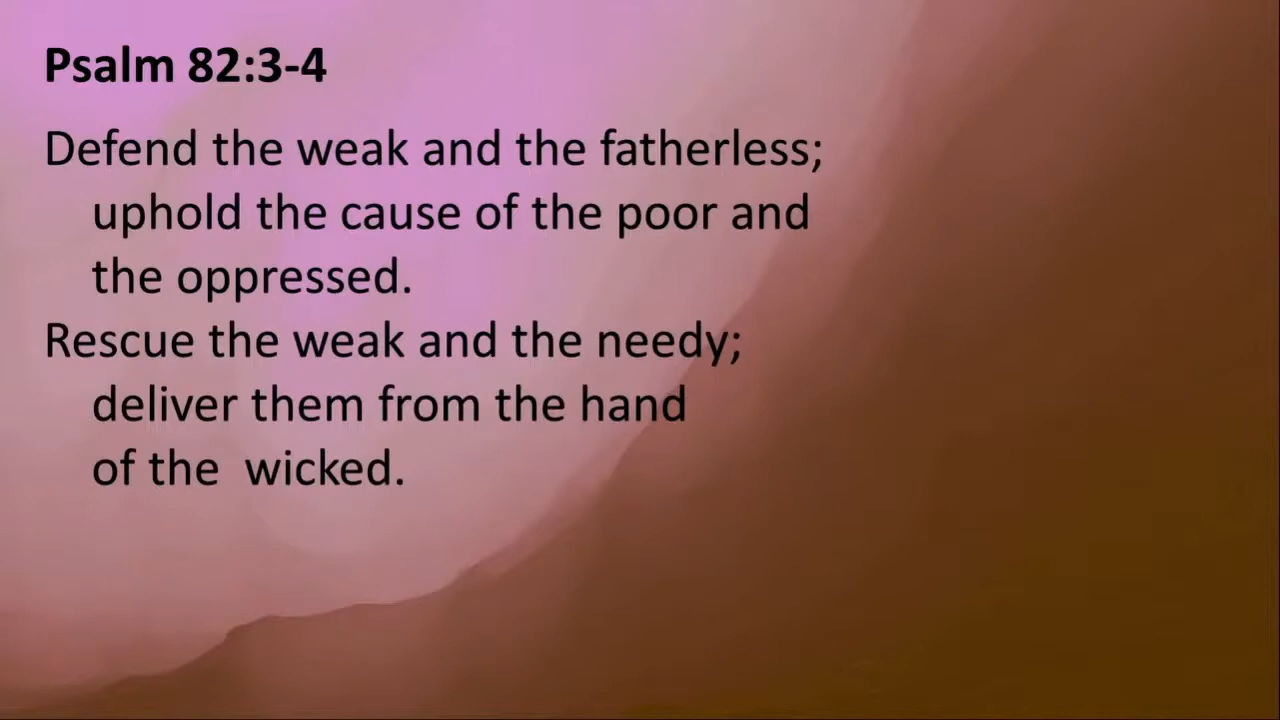 Psalm 82:3-4
Defend the weak and the fatherless;
uphold the cause of the poor and
the oppressed.
Rescue the weak and the needy;
deliver them from the hand
of the  wicked.